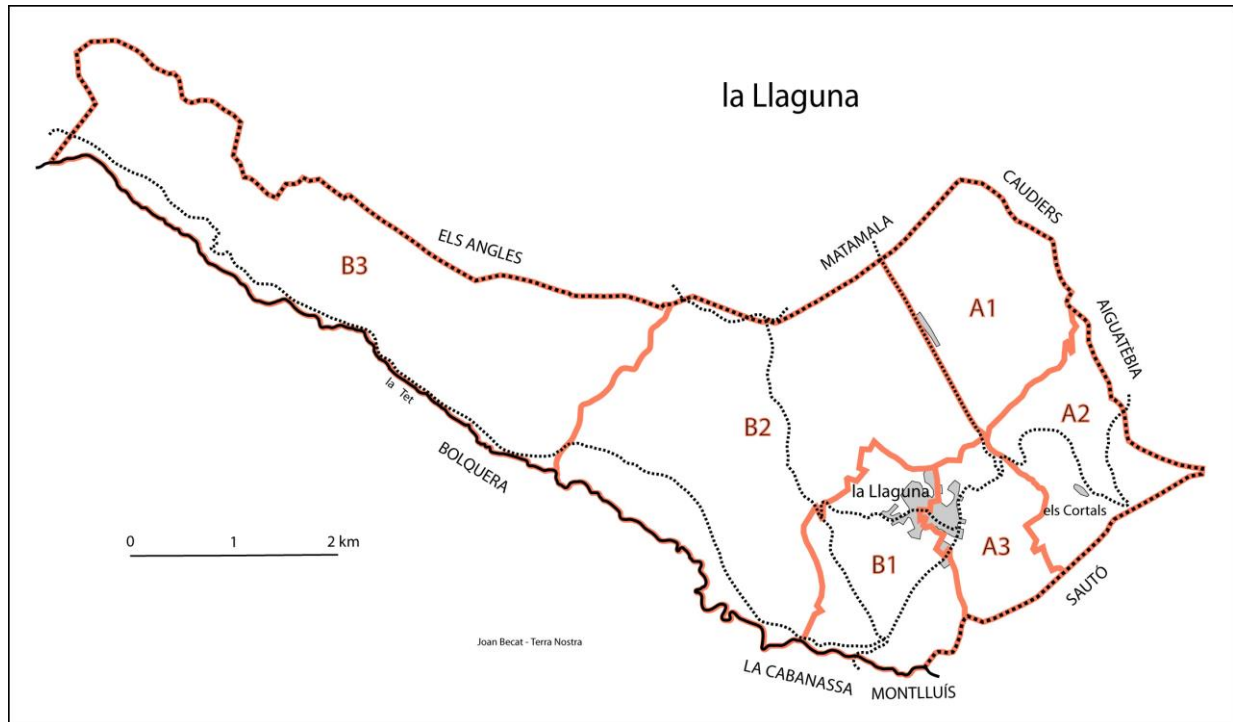 la Llaguna
CAUDIERS
MATAMALA
ELS ANGLES
B3
A1
AIGUATÈBIA
la Tet
A2
B2
BOLQUERA
la Llaguna
els Cortals
0 1 2 km
A3
B1
SAUTÓ
Joan Becat - Terra Nostra
LA CABANASSA
MONTLLUÍS